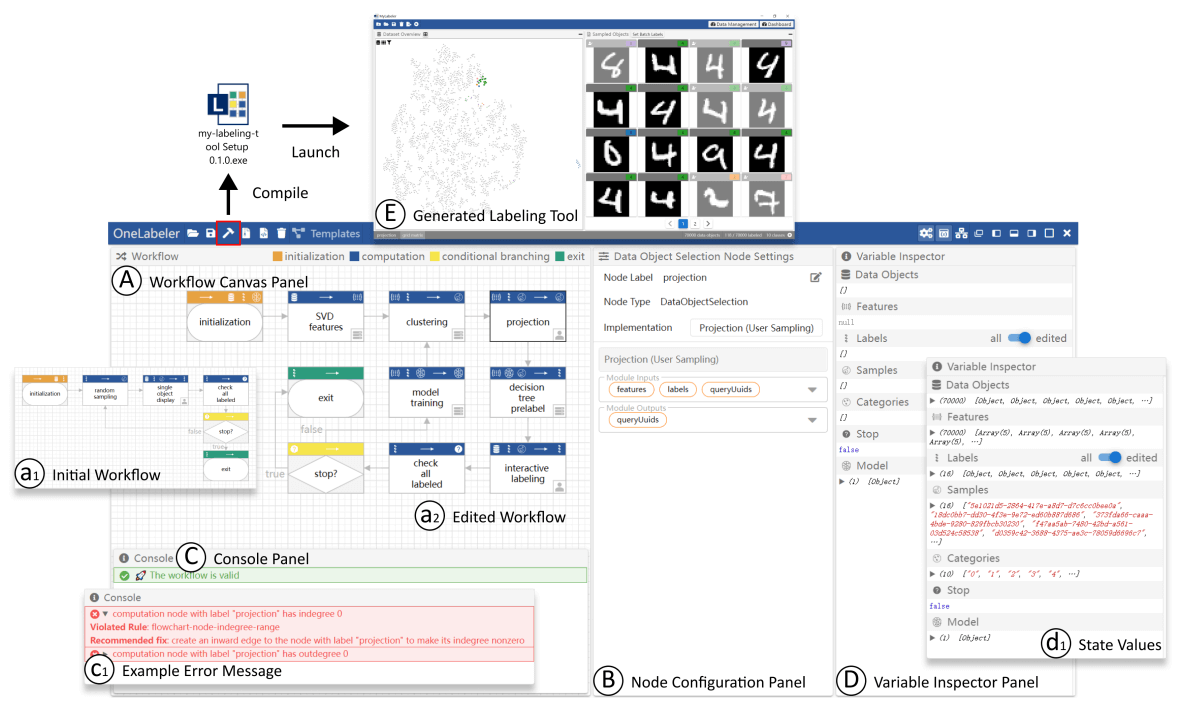 MyLabeler
Data Management
Dashboard
Dataset Overview
Sampled Objects
Set Batch Labels
my-labeling-t
ool Setup
0.1.0.exe
Launch
Compile
E Generated Labeling Tool
1 2
projection
OneLabeler
Templates
Workflow
initialization
computation
conditional branching
exit
A Workflow Canvas Panel
initialization
SVD
features
clustering
projection
exit
model
training
decision
tree
prelabel
false
true
stop?
check
all
labeled
interactive
labeling
a2 Edited Workflow
initialization
random
sampling
single
object
display
check
all
labeled
false
stop?
true
exit
a1 Initial Workflow
Console
C Console Panel
The workflow is valid
Console
computation node with label "projection" has indegree 0
Violated Rule: flowchart-node-indegree-range
Recommended fix: create an inward edge to the node with label "projection" to make its indegree nonzero
computation node with label "projection" has outdegree 0
c1 Example Error Message
Data Object Selection Node Settings
Node Label projection
Node Type DataObjectSelection
Implementation Projection (User Sampling)
Projection (User Sampling)
Module Inputs
features labels queryUuids
Module Outputs
queryUuids
B Node Configuration Panel
Variable Inspector
Data Objects
[]
Features
null
Labels all edited
[]
Samples
[]
Categories
[]
Stop
false
Model
(1) [Object]
D Variable Inspector Panel
Variable Inspector
Data Objects
(70000) [Object, Object, Object, Object, Object, …]
Features
(70000) [Array(5), Array(5), Array(5), Array(5),
Array(5), …]
Labels all edited
(16) [Object, Object, Object, Object, Object, …]
Samples
(16) ["5e1021d5-2864-417e-a8d7-d7c6cc0bee0a",
"18dc0bb7-dd30-4f3e-9e72-ed60b887d686", "373fda66-caaa-
4bde-9280-829fbcb30230", "f47aa5ab-7480-42bd-a561-
03d524c58538", "d0359c42-3688-4375-ae3c-78059d6696c7",
…]
Categories
(10) ["0", "1", "2", "3", "4", …]
Stop
false
Model
(1) [Object]
d1 State Values